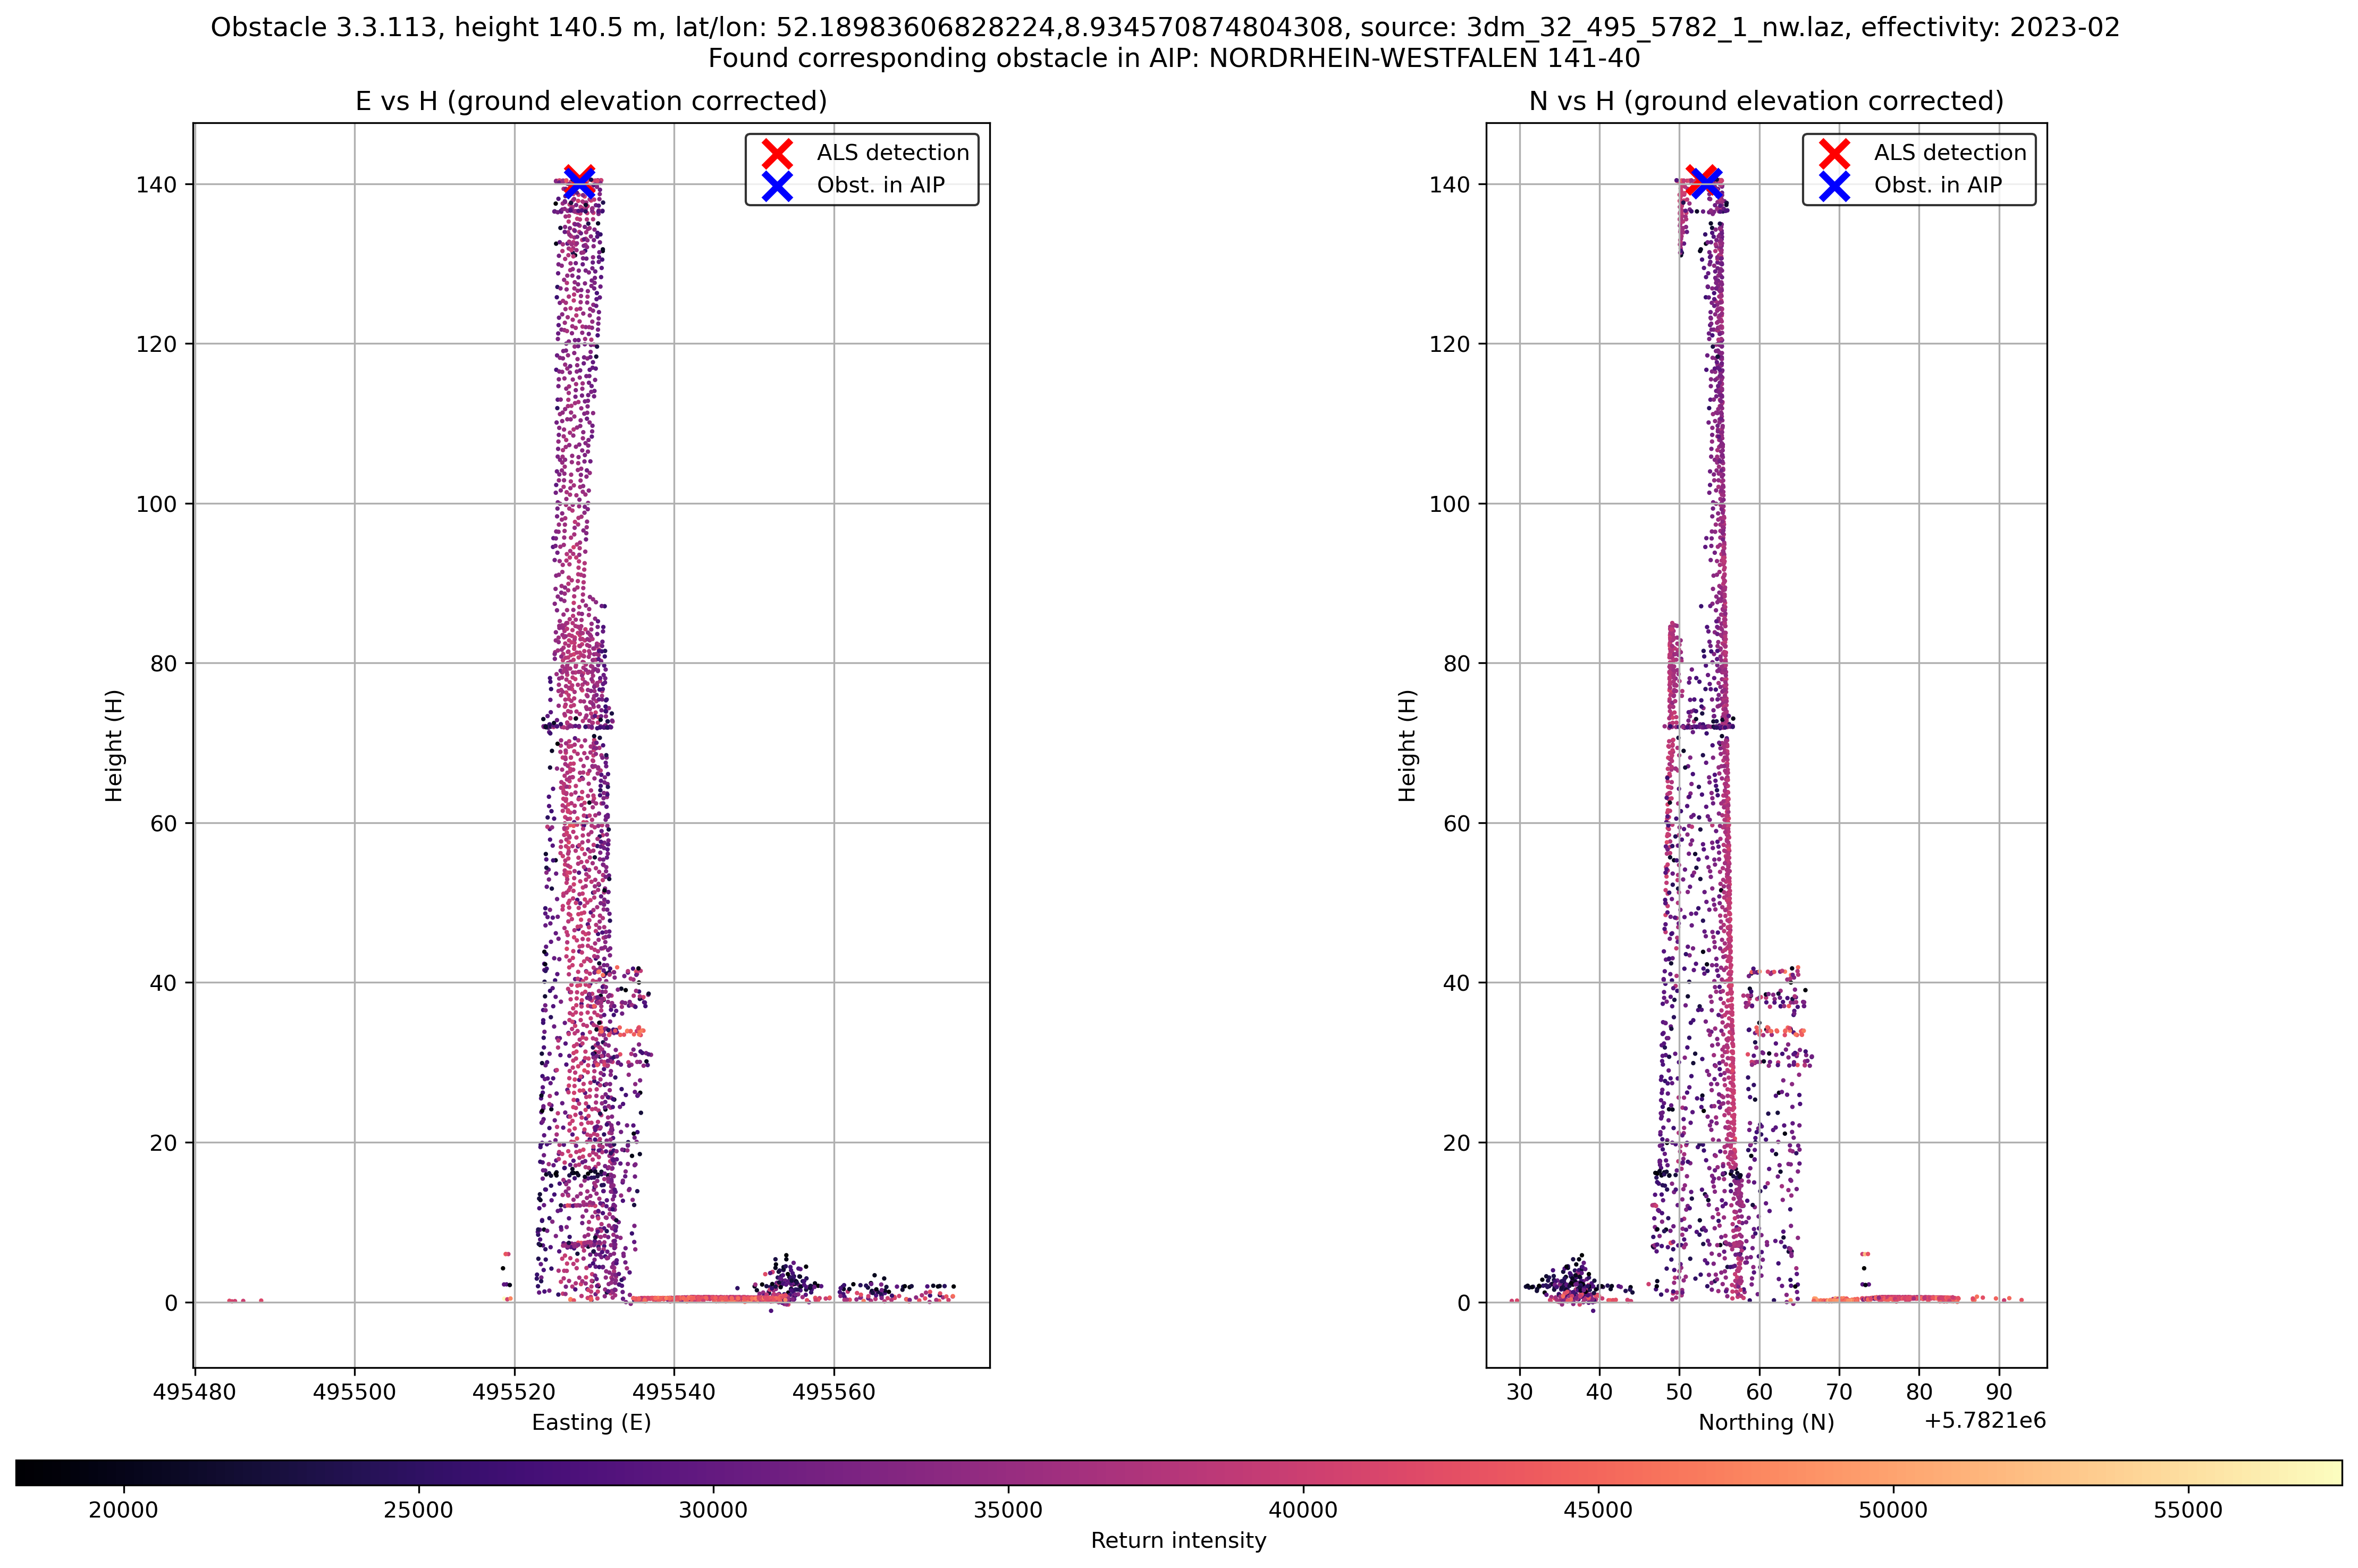 Obstacle 3.3.113, height 140.5 m, lat/lon: 52.18983606828224,8.934570874804308, source: 3dm_32_495_5782_1_nw.laz, effectivity: 2023-02
Found corresponding obstacle in AIP: NORDRHEIN-WESTFALEN 141-40
E vs H (ground elevation corrected)
ALS detection
Obst. in AIP
140
120
100
80
60
40
20
0
Height (H)
495480 495500 495520 495540 495560
Easting (E)
N vs H (ground elevation corrected)
ALS detection
Obst. in AIP
140
120
100
80
60
40
20
0
Height (H)
30 40 50 60 70 80 90
Northing (N)
+5.7821e6
20000 25000 30000 35000 40000 45000 50000 55000
Return intensity